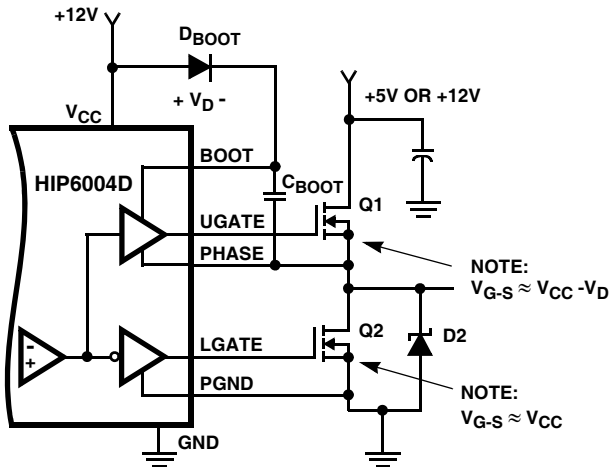 +12V
DBOOT
+ VD -
+5V OR +12V
VCC
BOOT
HIP6004D
CBOOT
Q1
UGATE
PHASE
NOTE:
VG-S ≈ VCC -VD
Q2
D2
LGATE
- +
PGND
NOTE:
VG-S ≈ VCC
GND